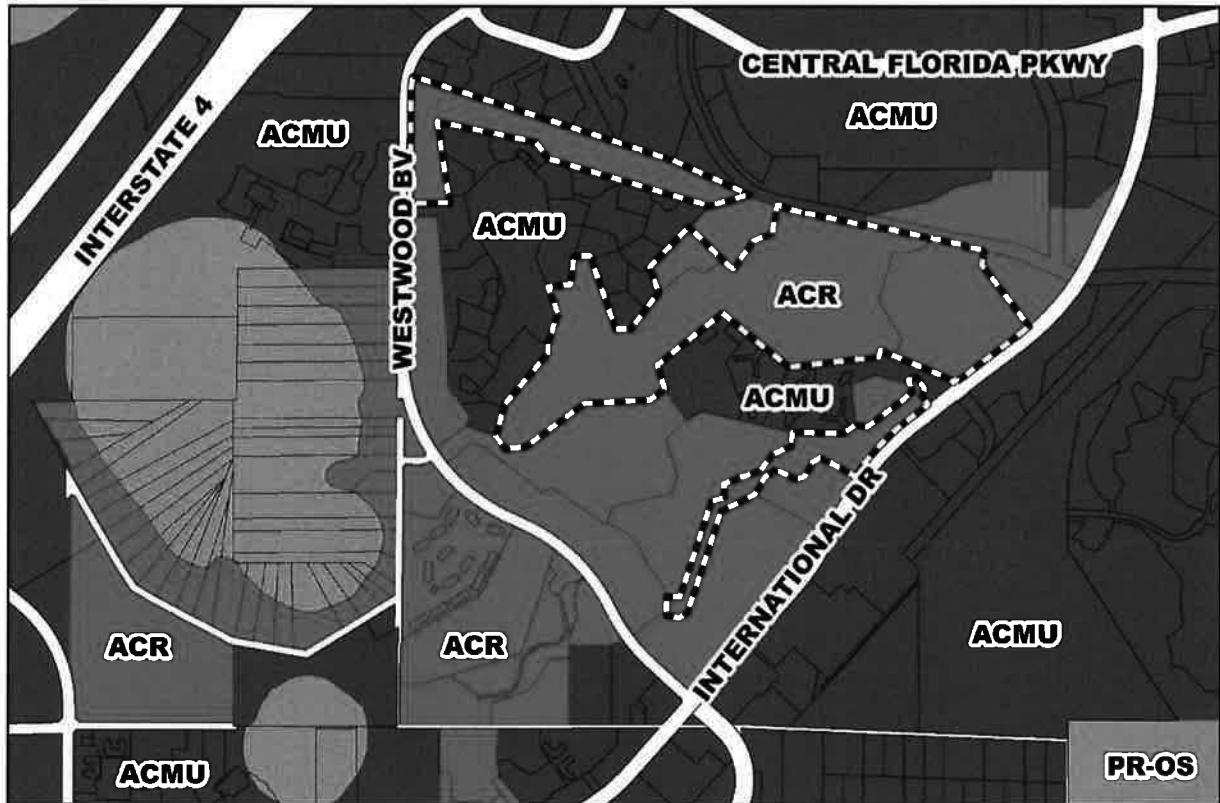 CENTRAL FLORIDA PKWY
ACMU
ACMU
INTERSTATE 4
WESTWOOD BV
ACMU
ACR
ACMU
INTERNATIONAL DR
ACR
ACR
ACMU
ACMU
PR-OS